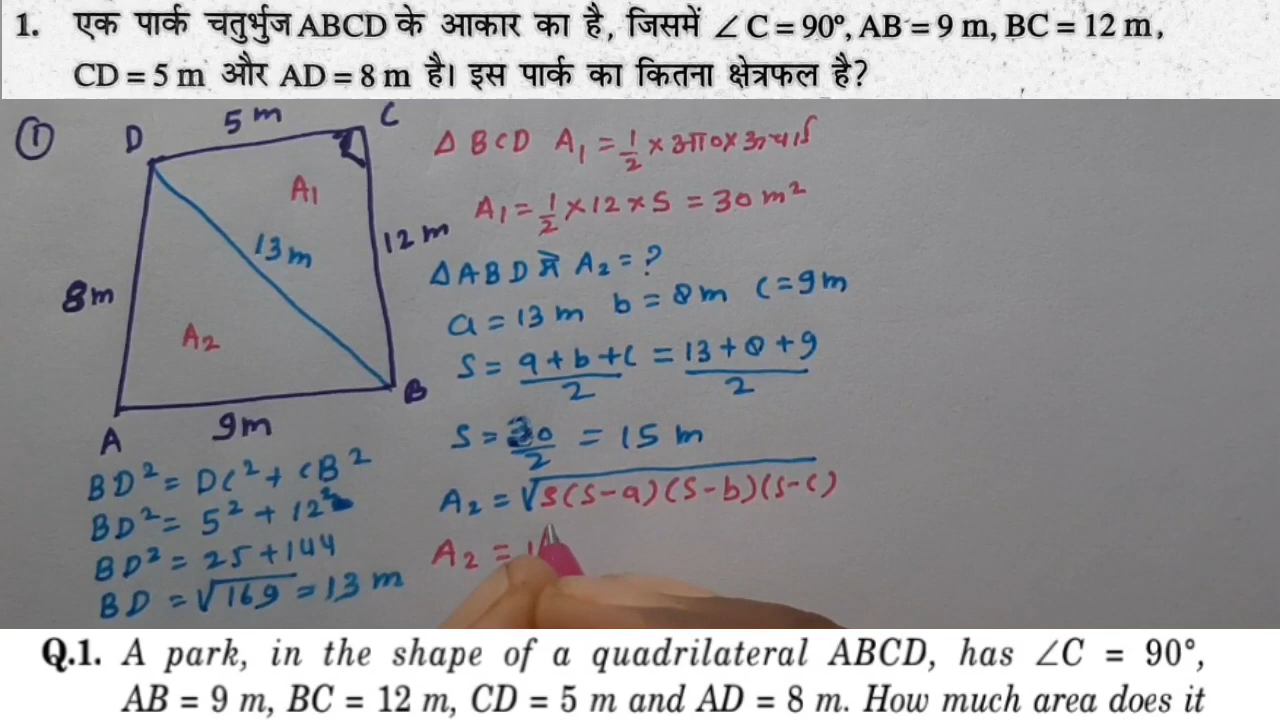 1. एक पार्क चतुर्भुज ABCD के आकार का है, जिसमें ∠C = 90º, AB = 9 m, BC = 12 m,
CD = 5 m और AD = 8 m है। इस पार्क का कितना क्षेत्रफल है?
①
D
5 m
C
A₁
13 m
12 m
8m
A₂
A
9m
B
BD² = DC² + CB²
BD² = 5² + 12²
BD² = 25 + 144
BD = √169 = 13 m
Δ BCD A₁ = 1/2 × आ० × ऊचाई
A₁ = 1/2 × 12 × 5 = 30 m²
Δ ABD मे A₂ = ?
a = 13 m b = 8 m c = 9 m
S = a + b + c / 2 = 13 + 8 + 9 / 2
S = 30/2 = 15 m
A₂ = √S(S-a)(S-b)(S-c)
A₂ =
Q.1. A park, in the shape of a quadrilateral ABCD, has ∠C = 90°,
AB = 9 m, BC = 12 m, CD = 5 m and AD = 8 m. How much area does it